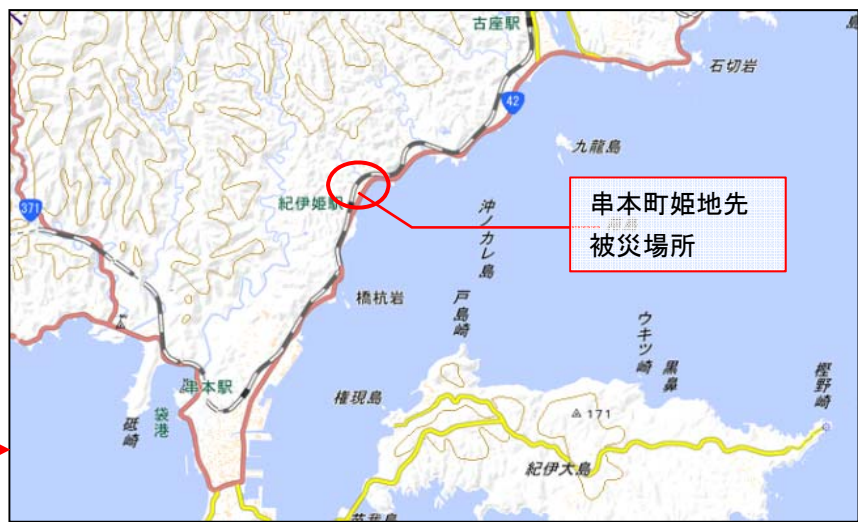 古座駅
島
石切岩
42
九龍島
紀伊姫駅
串本町姫地先
被災場所
371
沖ノカレ島
橋杭岩
戸島崎
ウキツ崎
黒鼻
樫野崎
串本駅
権現島
171
砥崎
袋港
紀伊大島